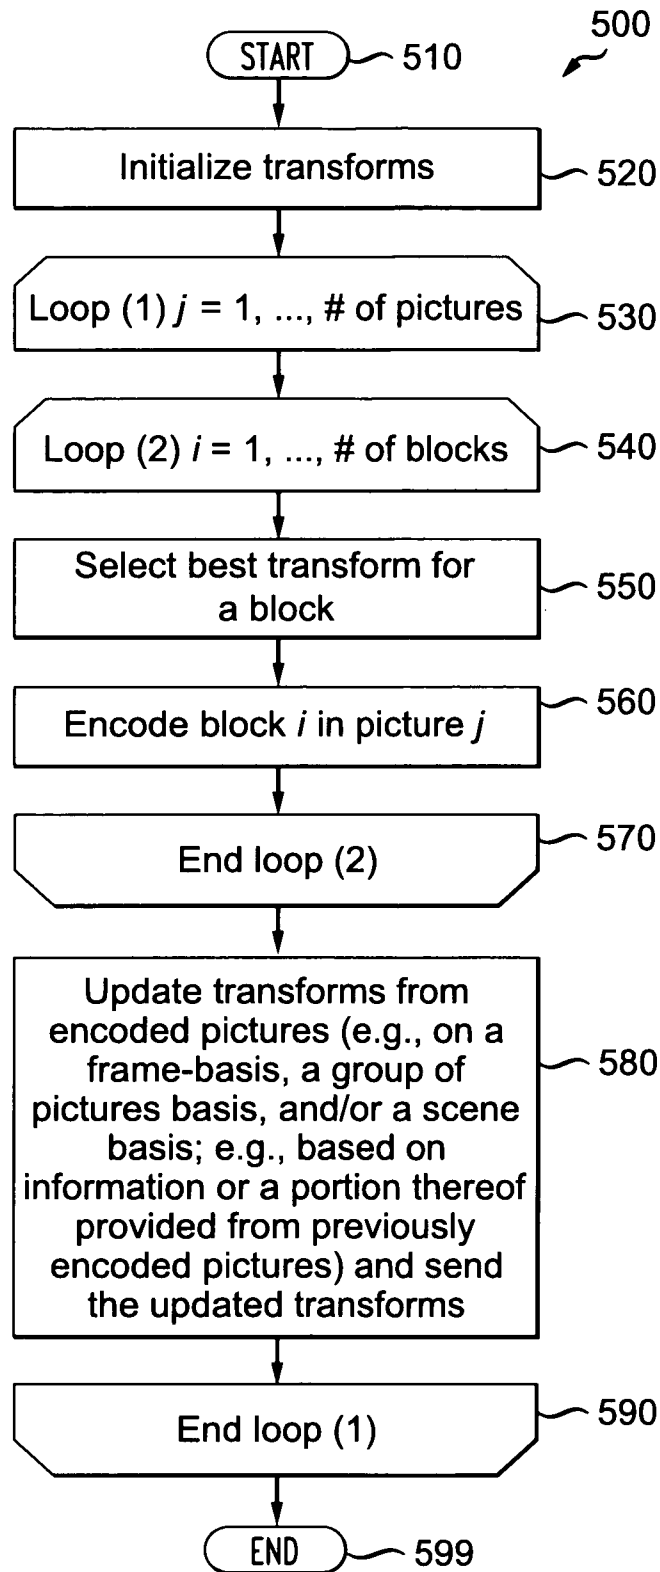 500
START 510
Initialize transforms 520
Loop (1) j = 1, ..., # of pictures 530
Loop (2) i = 1, ..., # of blocks 540
Select best transform for
a block
550
Encode block i in picture j 560
End loop (2) 570
Update transforms from
encoded pictures (e.g., on a
frame-basis, a group of
pictures basis, and/or a scene
basis; e.g., based on
information or a portion thereof
provided from previously
encoded pictures) and send
the updated transforms
580
End loop (1) 590
END 599